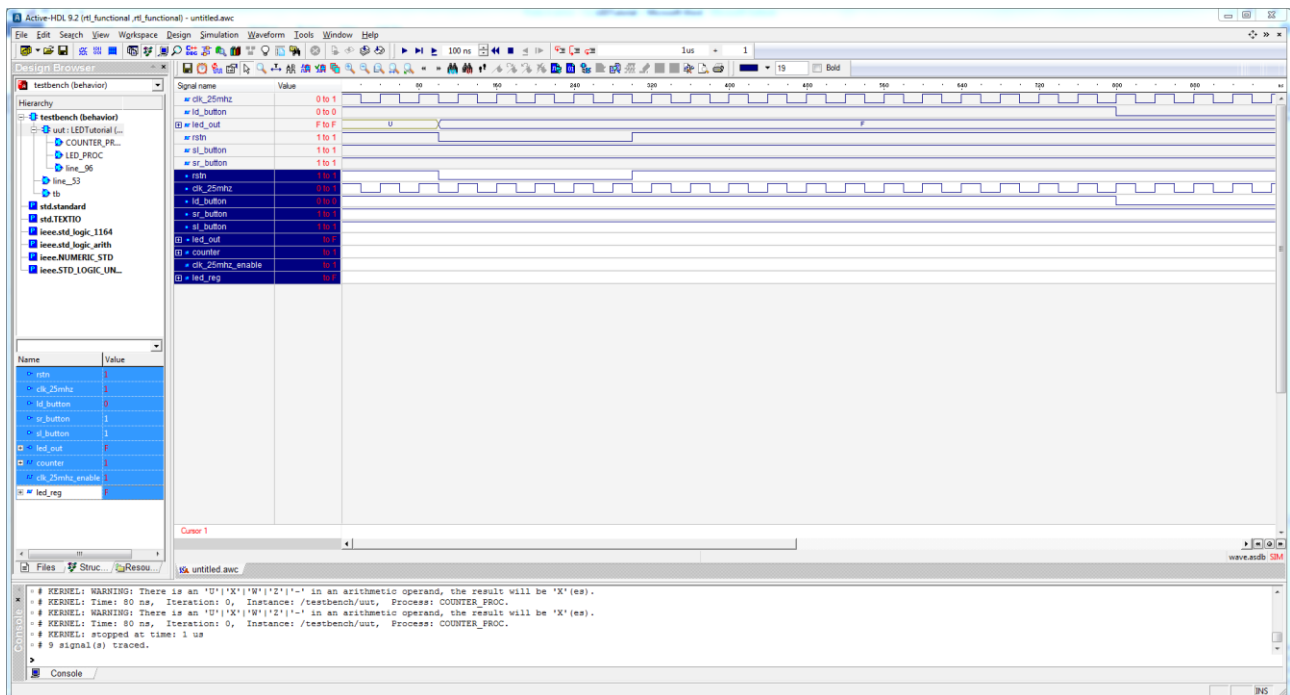 Active-HDL 9.2 (rtl_functional ,rtl_functional) - untitled.awc
File Edit Search View Workspace Design Simulation Waveform Tools Window Help
100 ns
1us
1
Design Browser
19
Bold
testbench (behavior)
Hierarchy
testbench (behavior)
uut : LEDTutorial (...
COUNTER_PR...
LED_PROC
line__96
line__53
tb
std.standard
std.TEXTIO
ieee.std_logic_1164
ieee.std_logic_arith
ieee.NUMERIC_STD
ieee.STD_LOGIC_UN...
Name Value
rstn 1
clk_25mhz 1
ld_button 0
sr_button 1
sl_button 1
led_out F
counter 1
clk_25mhz_enable 1
led_reg F
Files Struc... Resou...
Signal name Value 80 160 240 320 400 480 560 640 720 800 880
clk_25mhz 0 to 1
ld_button 0 to 0
led_out F to F U F
rstn 1 to 1
sl_button 1 to 1
sr_button 1 to 1
rstn 1 to 1
clk_25mhz 0 to 1
ld_button 0 to 0
sr_button 1 to 1
sl_button 1 to 1
led_out to F
counter to 1
clk_25mhz_enable to 1
led_reg to F
Cursor 1
wave.asdb SIM
untitled.awc
# KERNEL: WARNING: There is an 'U'|'X'|'W'|'Z'|'-' in an arithmetic operand, the result will be 'X'(es).
# KERNEL: Time: 80 ns, Iteration: 0, Instance: /testbench/uut, Process: COUNTER_PROC.
# KERNEL: WARNING: There is an 'U'|'X'|'W'|'Z'|'-' in an arithmetic operand, the result will be 'X'(es).
# KERNEL: Time: 80 ns, Iteration: 0, Instance: /testbench/uut, Process: COUNTER_PROC.
# KERNEL: stopped at time: 1 us
# 9 signal(s) traced.
>
Console
Console
INS